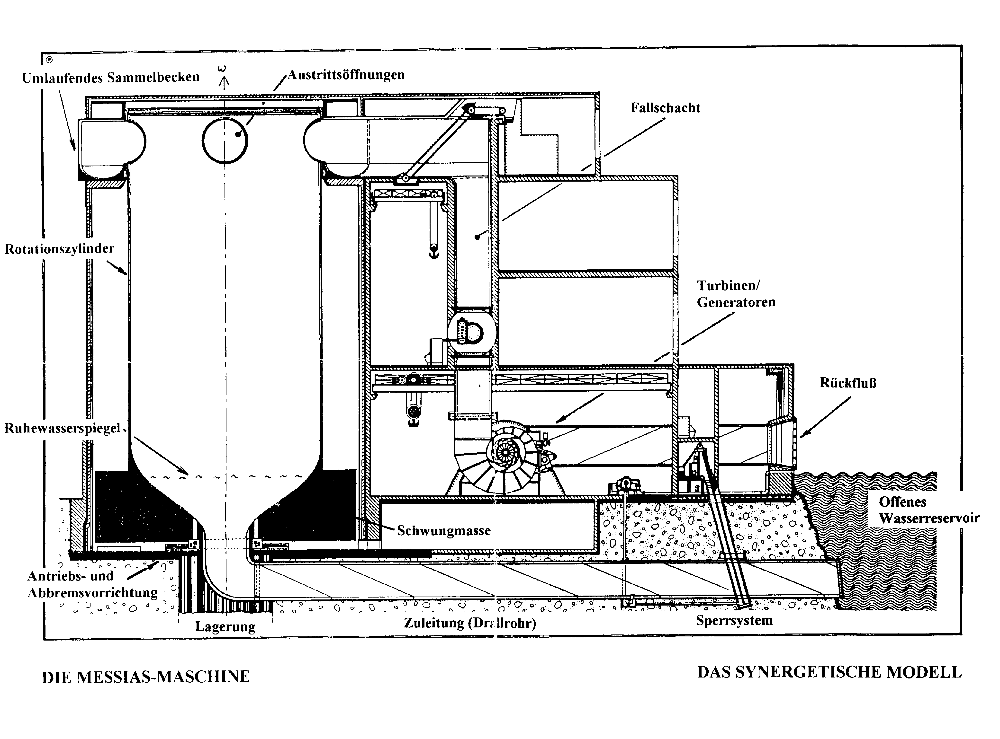 ω
Umlaufendes Sammelbecken
Austrittsöffnungen
Fallschacht
Rotationszylinder
Turbinen/
Generatoren
Rückfluß
Ruhewasserspiegel
Offenes
Wasserreservoir
Schwungmasse
Antriebs- und
Abbremsvorrichtung
Lagerung
Zuleitung (Drallrohr)
Sperrsystem
DIE MESSIAS-MASCHINE
DAS SYNERGETISCHE MODELL